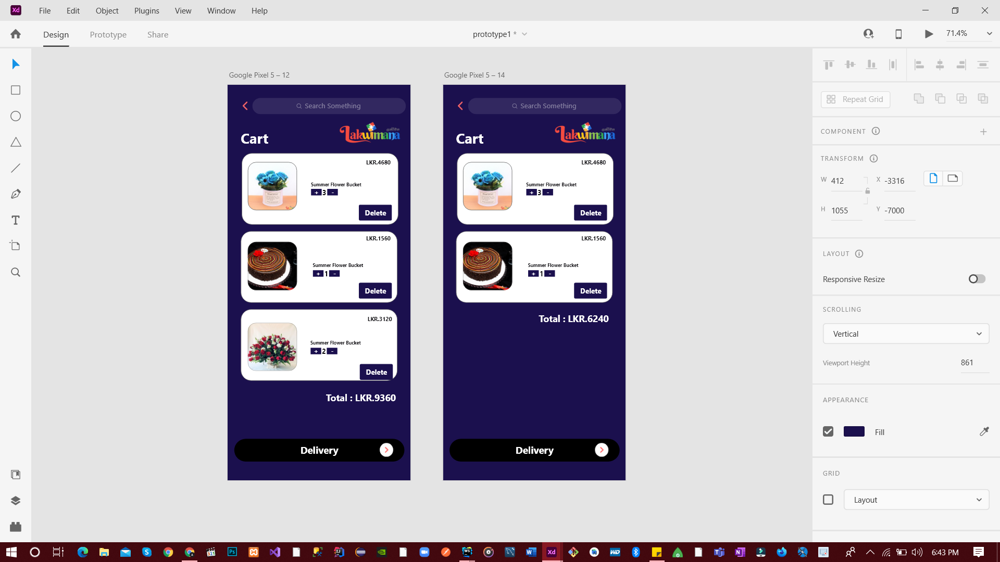 File Edit Object Plugins View Window Help
Design Prototype Share
prototype1 *
71.4%
Google Pixel 5 – 12
Search Something
Cart
Lakwimana
LKR.4680
Summer Flower Bucket
+ 3 -
Delete
LKR.1560
Summer Flower Bucket
+ 1 -
Delete
LKR.3120
Summer Flower Bucket
+ 2 -
Delete
Total : LKR.9360
Delivery
Google Pixel 5 – 14
Search Something
Cart
Lakwimana
LKR.4680
Summer Flower Bucket
+ 3 -
Delete
LKR.1560
Summer Flower Bucket
+ 1 -
Delete
Total : LKR.6240
Delivery
Repeat Grid
COMPONENT
TRANSFORM
W 412 X -3316
H 1055 Y -7000
LAYOUT
Responsive Resize
SCROLLING
Vertical
Viewport Height 861
APPEARANCE
Fill
GRID
Layout
6:43 PM